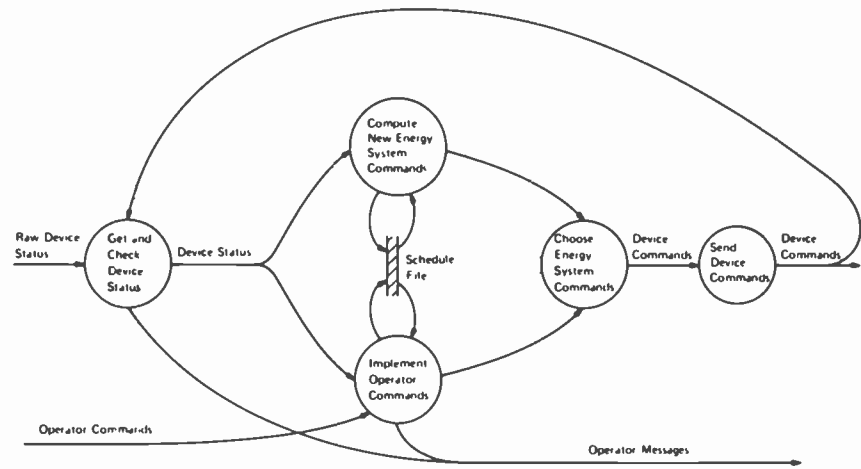 Compute
New Energy
System
Commands
Raw Device
Status
Get and
Check
Device
Status
Device Status
Schedule
File
Choose
Energy
System
Commands
Device
Commands
Send
Device
Commands
Device
Commands
Implement
Operator
Commands
Operator Commands
Operator Messages